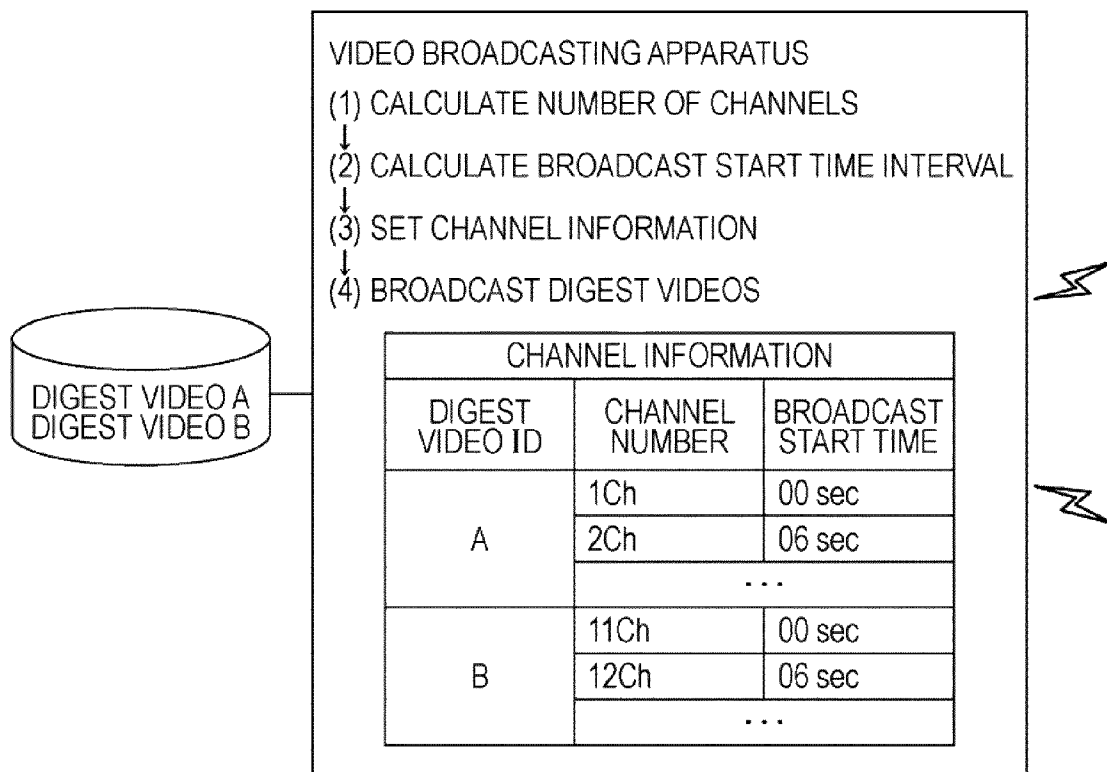 VIDEO BROADCASTING APPARATUS
(1) CALCULATE NUMBER OF CHANNELS
↓
(2) CALCULATE BROADCAST START TIME INTERVAL
↓
(3) SET CHANNEL INFORMATION
↓
(4) BROADCAST DIGEST VIDEOS
DIGEST VIDEO A
DIGEST VIDEO B
CHANNEL INFORMATION
DIGEST
VIDEO ID
CHANNEL
NUMBER
BROADCAST
START TIME
A
1Ch
00 sec
2Ch
06 sec
...
B
11Ch
00 sec
12Ch
06 sec
...